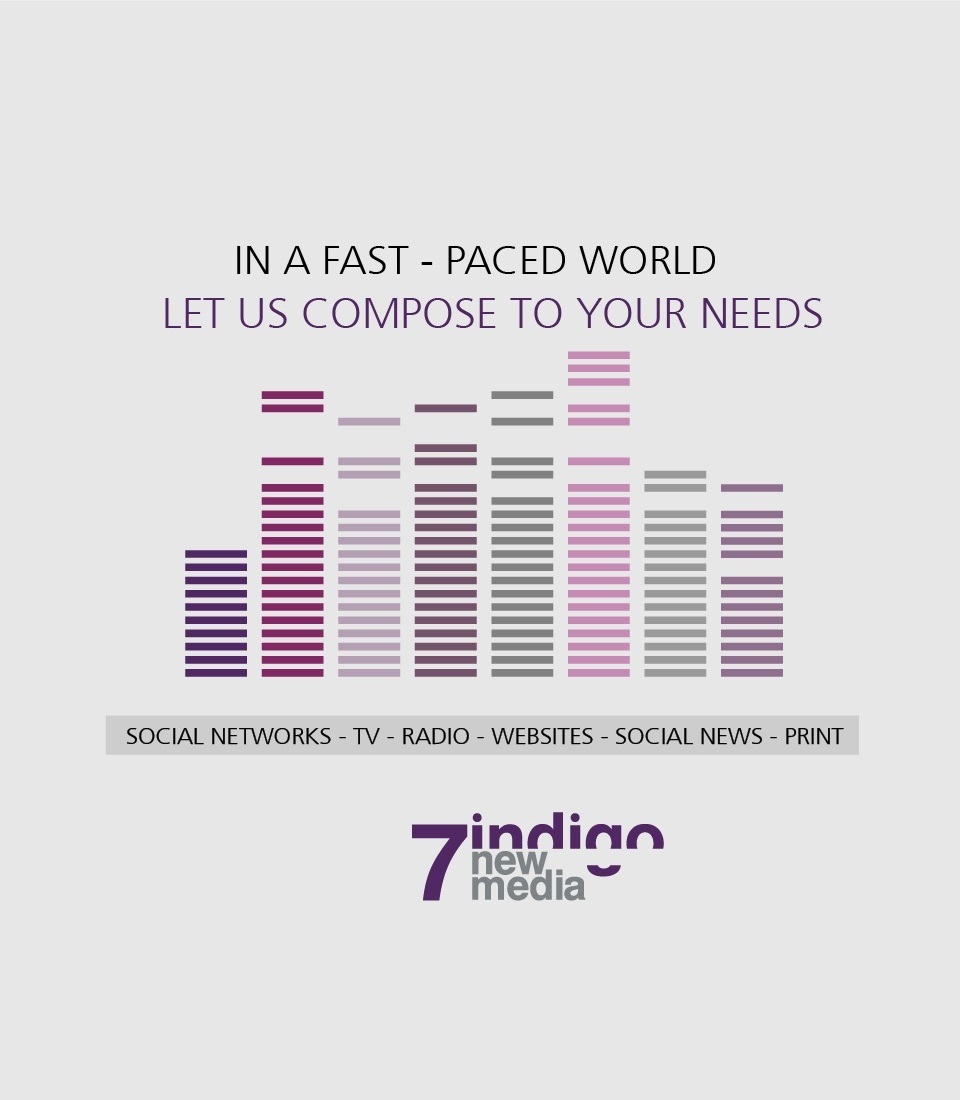 IN A FAST - PACED WORLD
LET US COMPOSE TO YOUR NEEDS
SOCIAL NETWORKS - TV - RADIO - WEBSITES - SOCIAL NEWS - PRINT
7indigo
new
media